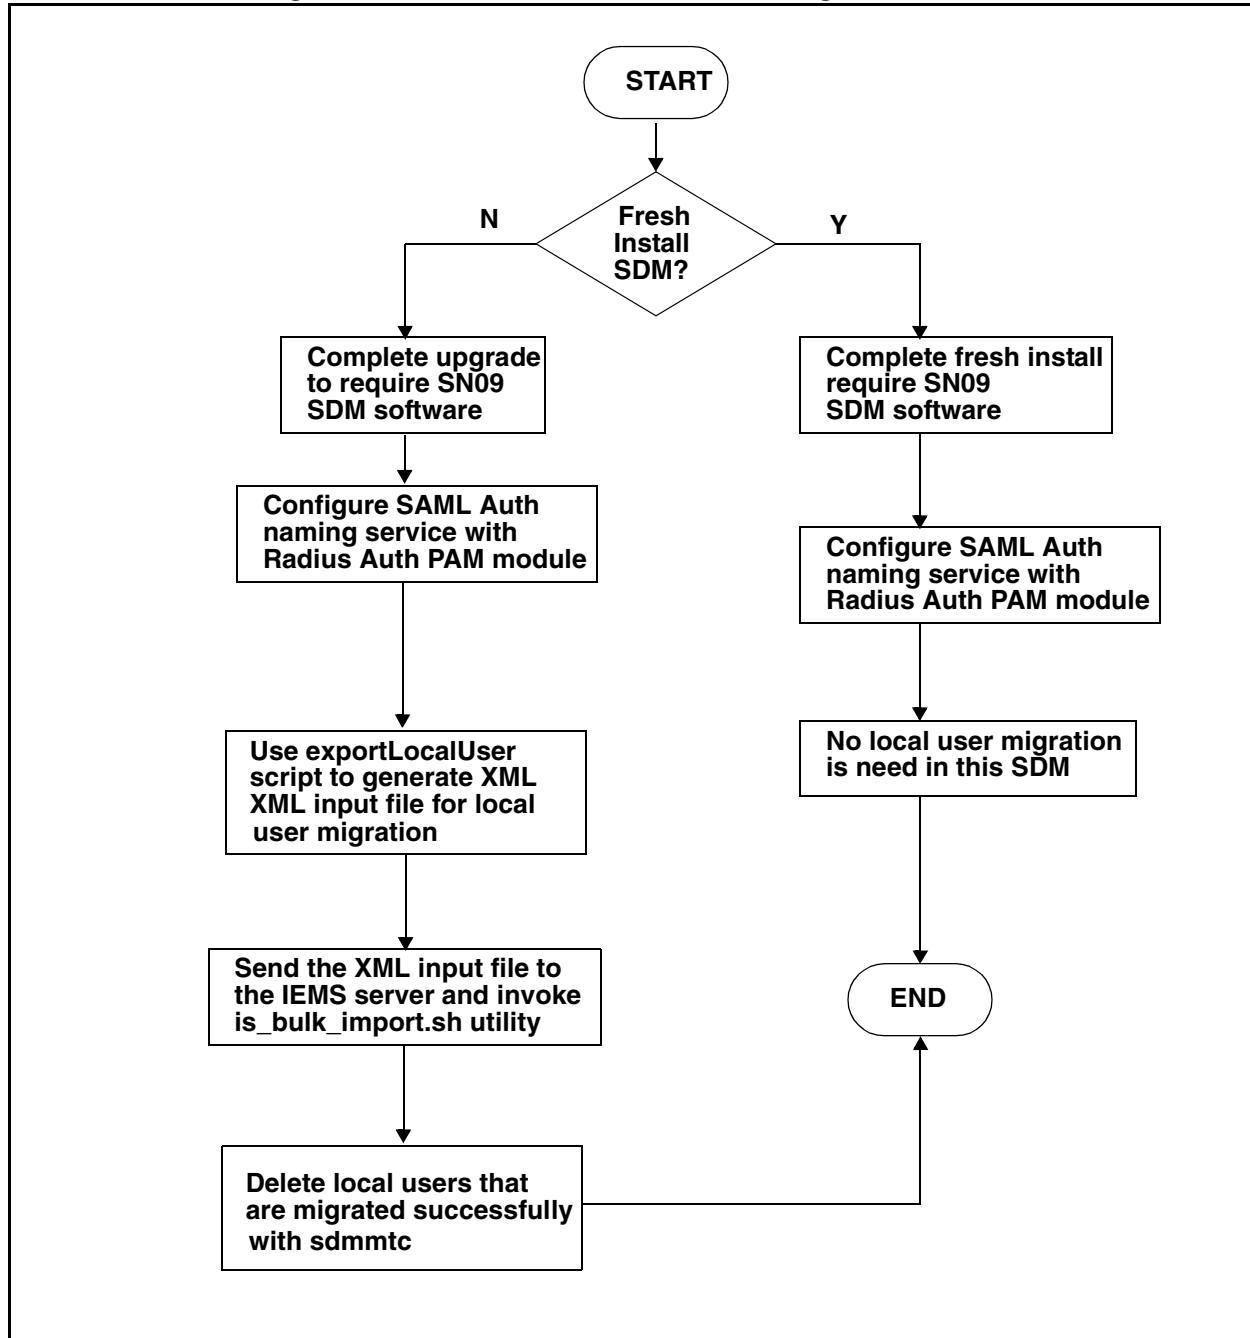 START
Fresh
Install
SDM?
N
Y
Complete upgrade
to require SN09
SDM software
Complete fresh install
require SN09
SDM software
Configure SAML Auth
naming service with
Radius Auth PAM module
Configure SAML Auth
naming service with
Radius Auth PAM module
Use exportLocalUser
script to generate XML
XML input file for local
user migration
No local user migration
is need in this SDM
Send the XML input file to
the IEMS server and invoke
is_bulk_import.sh utility
END
Delete local users that
are migrated successfully
with sdmmtc